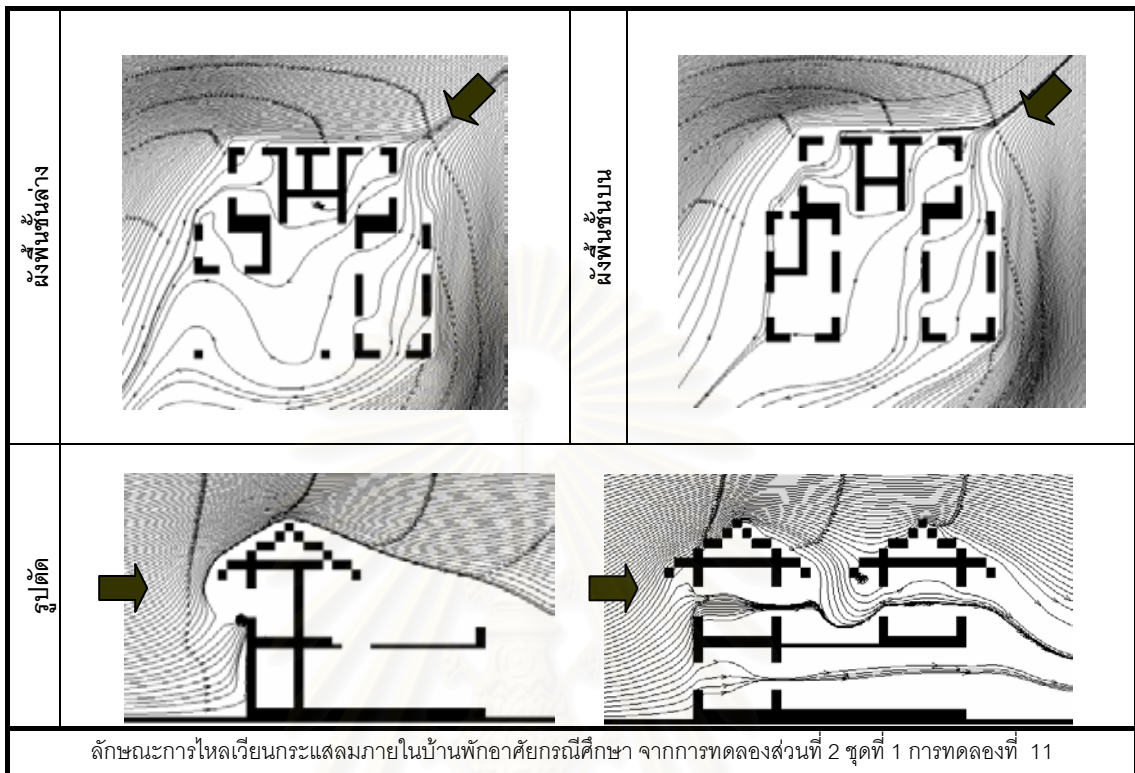 ผังพื้นชั้นล่าง
ผังพื้นชั้นบน
รูปตัด
ลักษณะการไหลเวียนกระแสลมภายในบ้านพักอาศัยกรณีศึกษา จากการทดลองส่วนที่ 2 ชุดที่ 1 การทดลองที่ 11